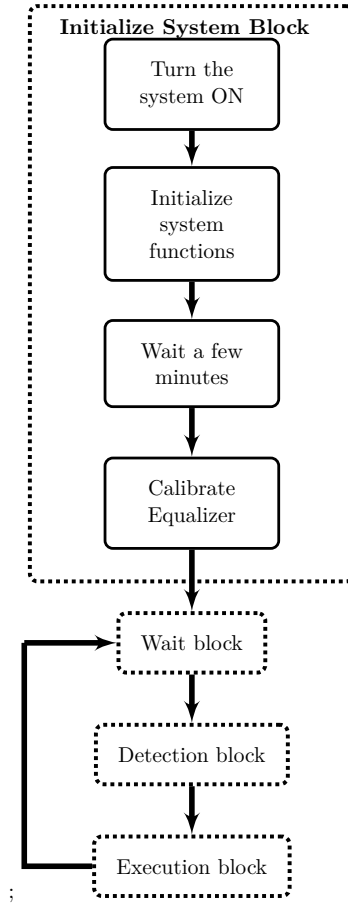 Initialize System Block
Turn the
system ON
Initialize
system
functions
Wait a few
minutes
Calibrate
Equalizer
Wait block
Detection block
Execution block
;